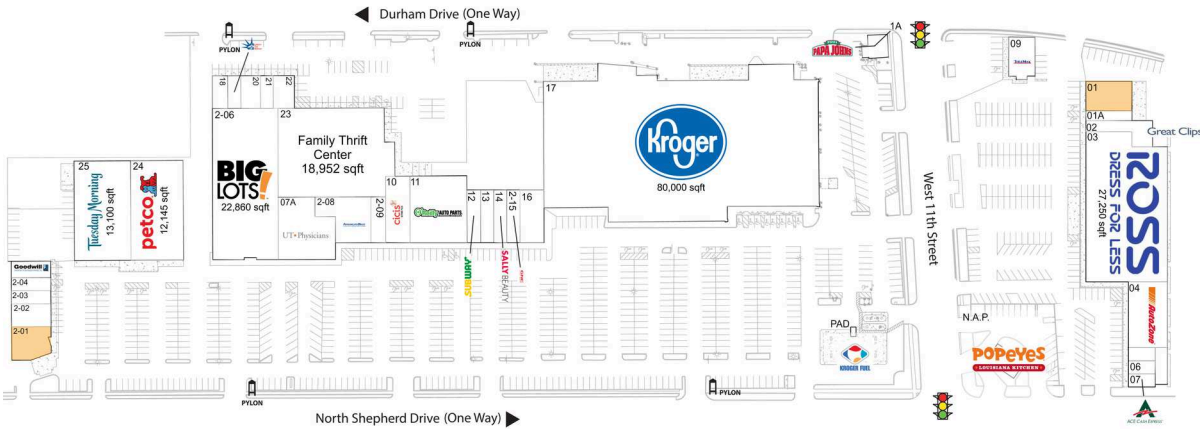 Durham Drive (One Way)
PYLON
PYLON
1A
PAPA JOHNS
09
18
20
21
22
2-06
23
Family Thrift
Center
18,952 sqft
BIG
LOTS!
22,860 sqft
07A
UT Physicians
2-08
2-09
10
cicis
11
O'Reilly AUTO PARTS
12
13
14
2-15
16
SUBWAY
SALLY BEAUTY
17
Kroger
80,000 sqft
25
Tuesday Morning
13,100 sqft
24
petco
12,145 sqft
Goodwill
2-04
2-03
2-02
2-01
West 11th Street
01
01A
02
03
Great Clips
ROSS
DRESS FOR LESS
27,250 sqft
04
AutoZone
06
07
ACE CASH EXPRESS
N.A.P.
POPEYES
LOUISIANA KITCHEN
PAD
KROGER FUEL
PYLON
PYLON
North Shepherd Drive (One Way)